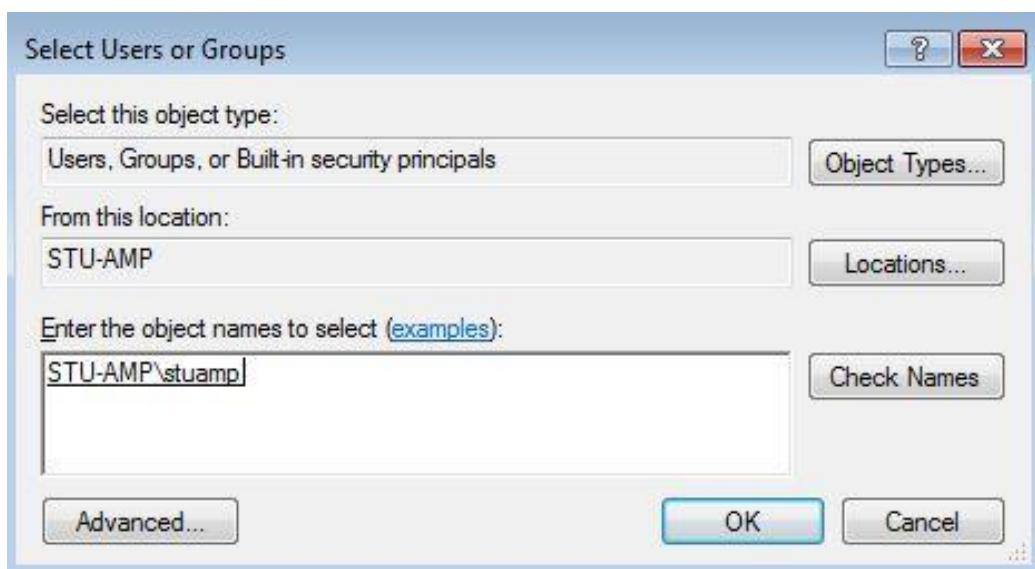 Select Users or Groups
Select this object type:
Users, Groups, or Built-in security principals
Object Types...
From this location:
STU-AMP
Locations...
Enter the object names to select (examples):
STU-AMP\stuamp
Check Names
Advanced...
OK
Cancel